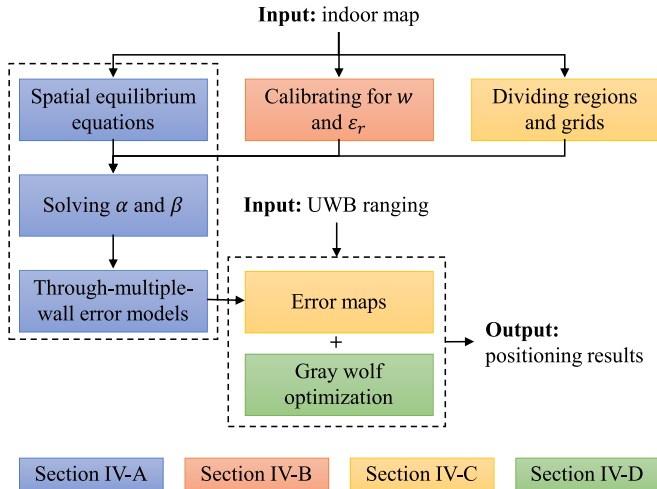 Input: indoor map
Spatial equilibrium
equations
Calibrating for w
and εr
Dividing regions
and grids
Solving α and β
Input: UWB ranging
Through-multiple-
wall error models
Error maps
+
Gray wolf
optimization
Output:
positioning results
Section IV-A
Section IV-B
Section IV-C
Section IV-D